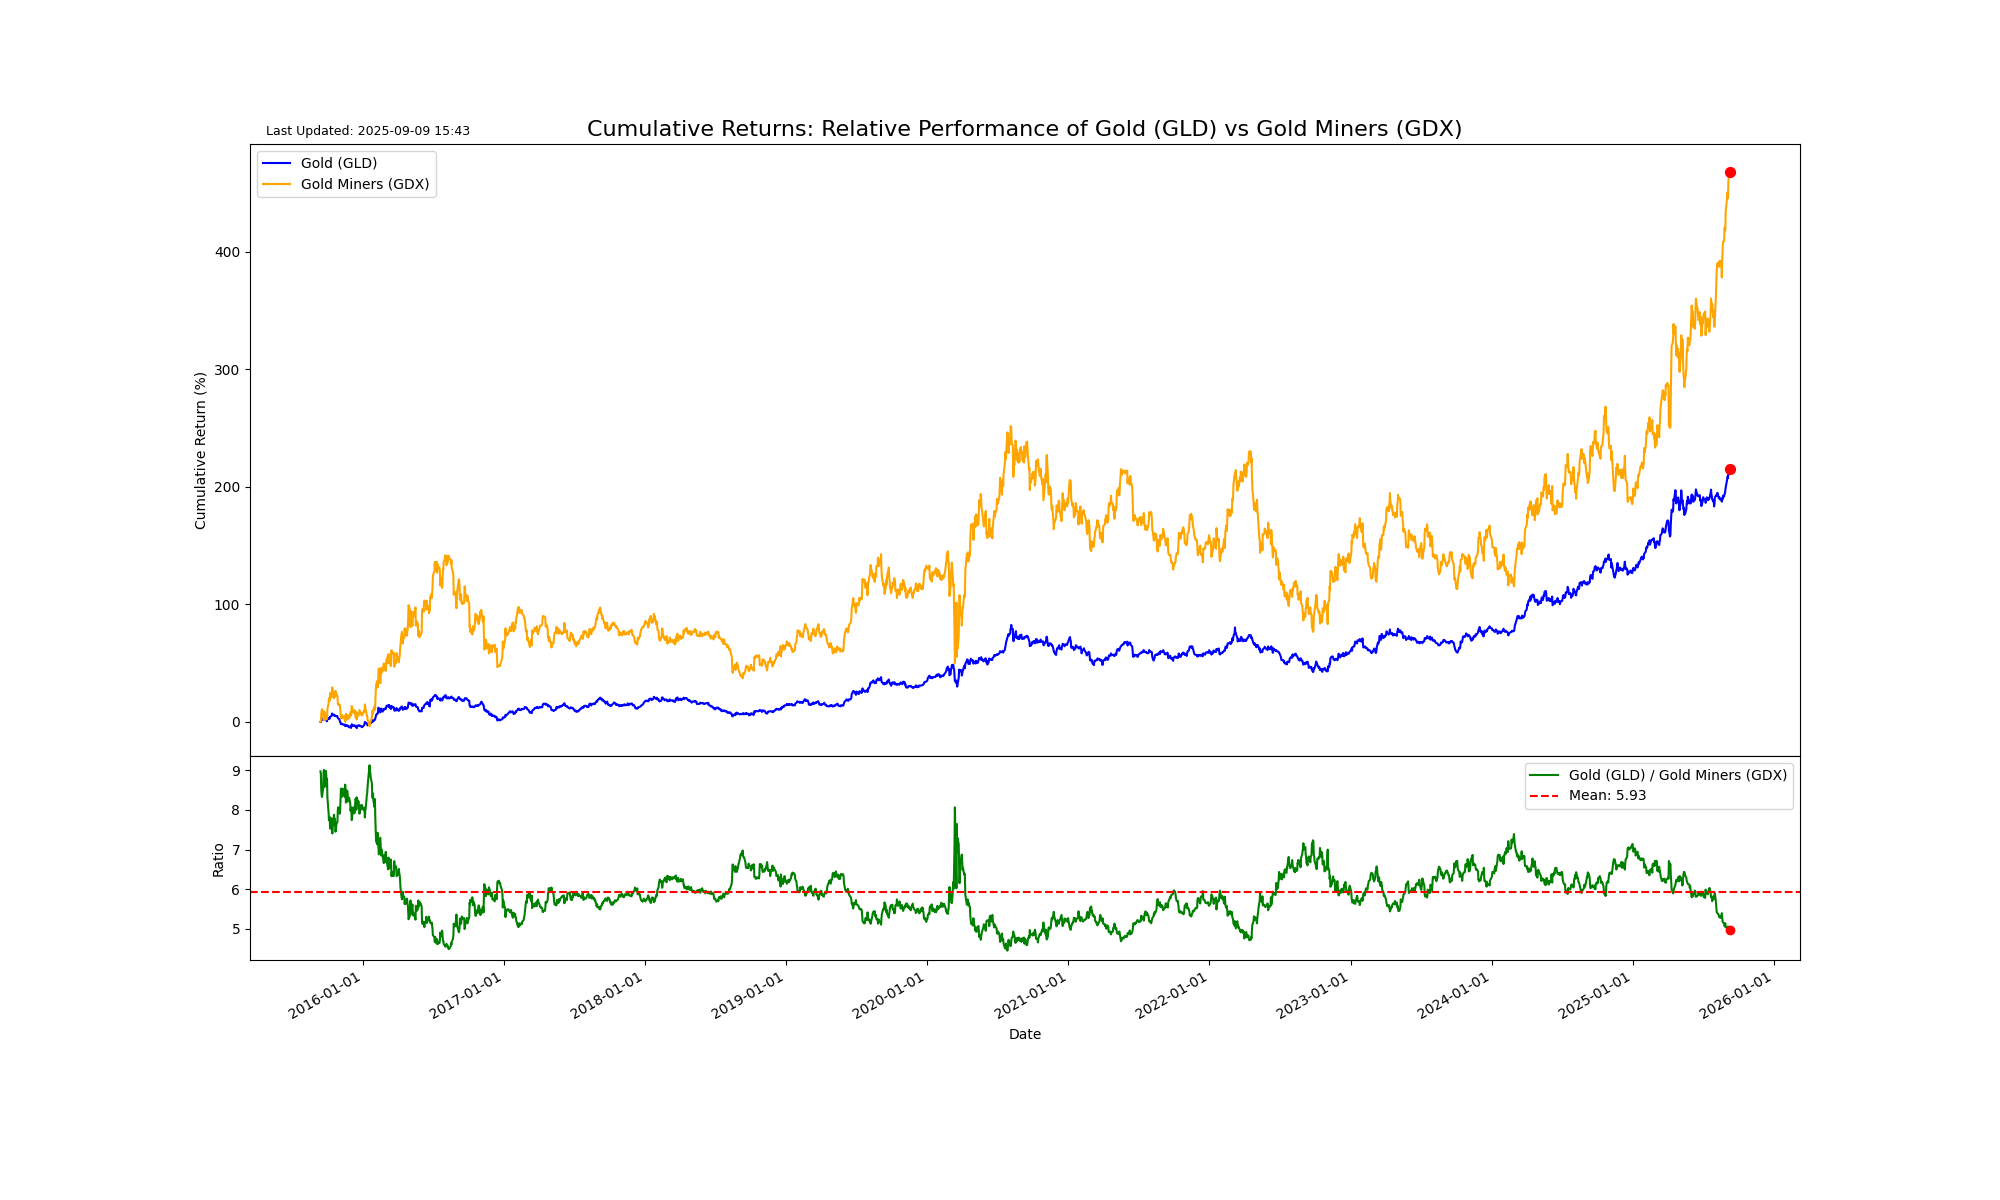 Last Updated: 2025-09-09 15:43
Cumulative Returns: Relative Performance of Gold (GLD) vs Gold Miners (GDX)
Gold (GLD)
Gold Miners (GDX)
Cumulative Return (%)
400
300
200
100
0
Gold (GLD) / Gold Miners (GDX)
Mean: 5.93
Ratio
9
8
7
6
5
2016-01-01
2017-01-01
2018-01-01
2019-01-01
2020-01-01
2021-01-01
2022-01-01
2023-01-01
2024-01-01
2025-01-01
2026-01-01
Date